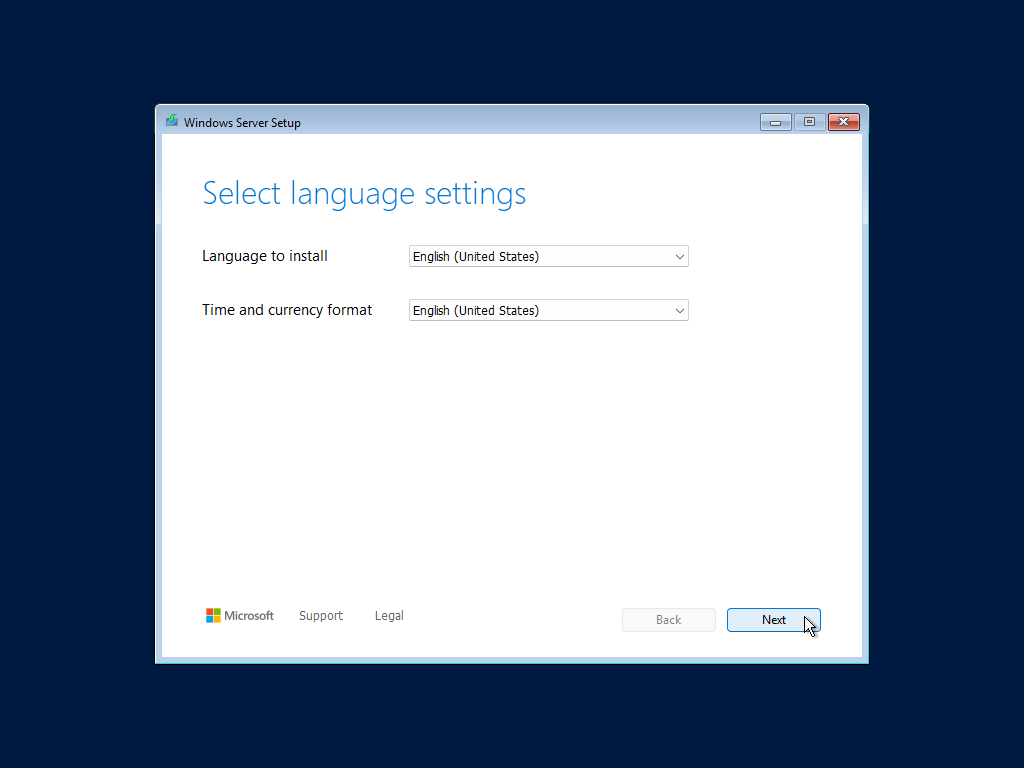 Windows Server Setup
Select language settings
Language to install
English (United States)
Time and currency format
English (United States)
Microsoft
Support
Legal
Back
Next